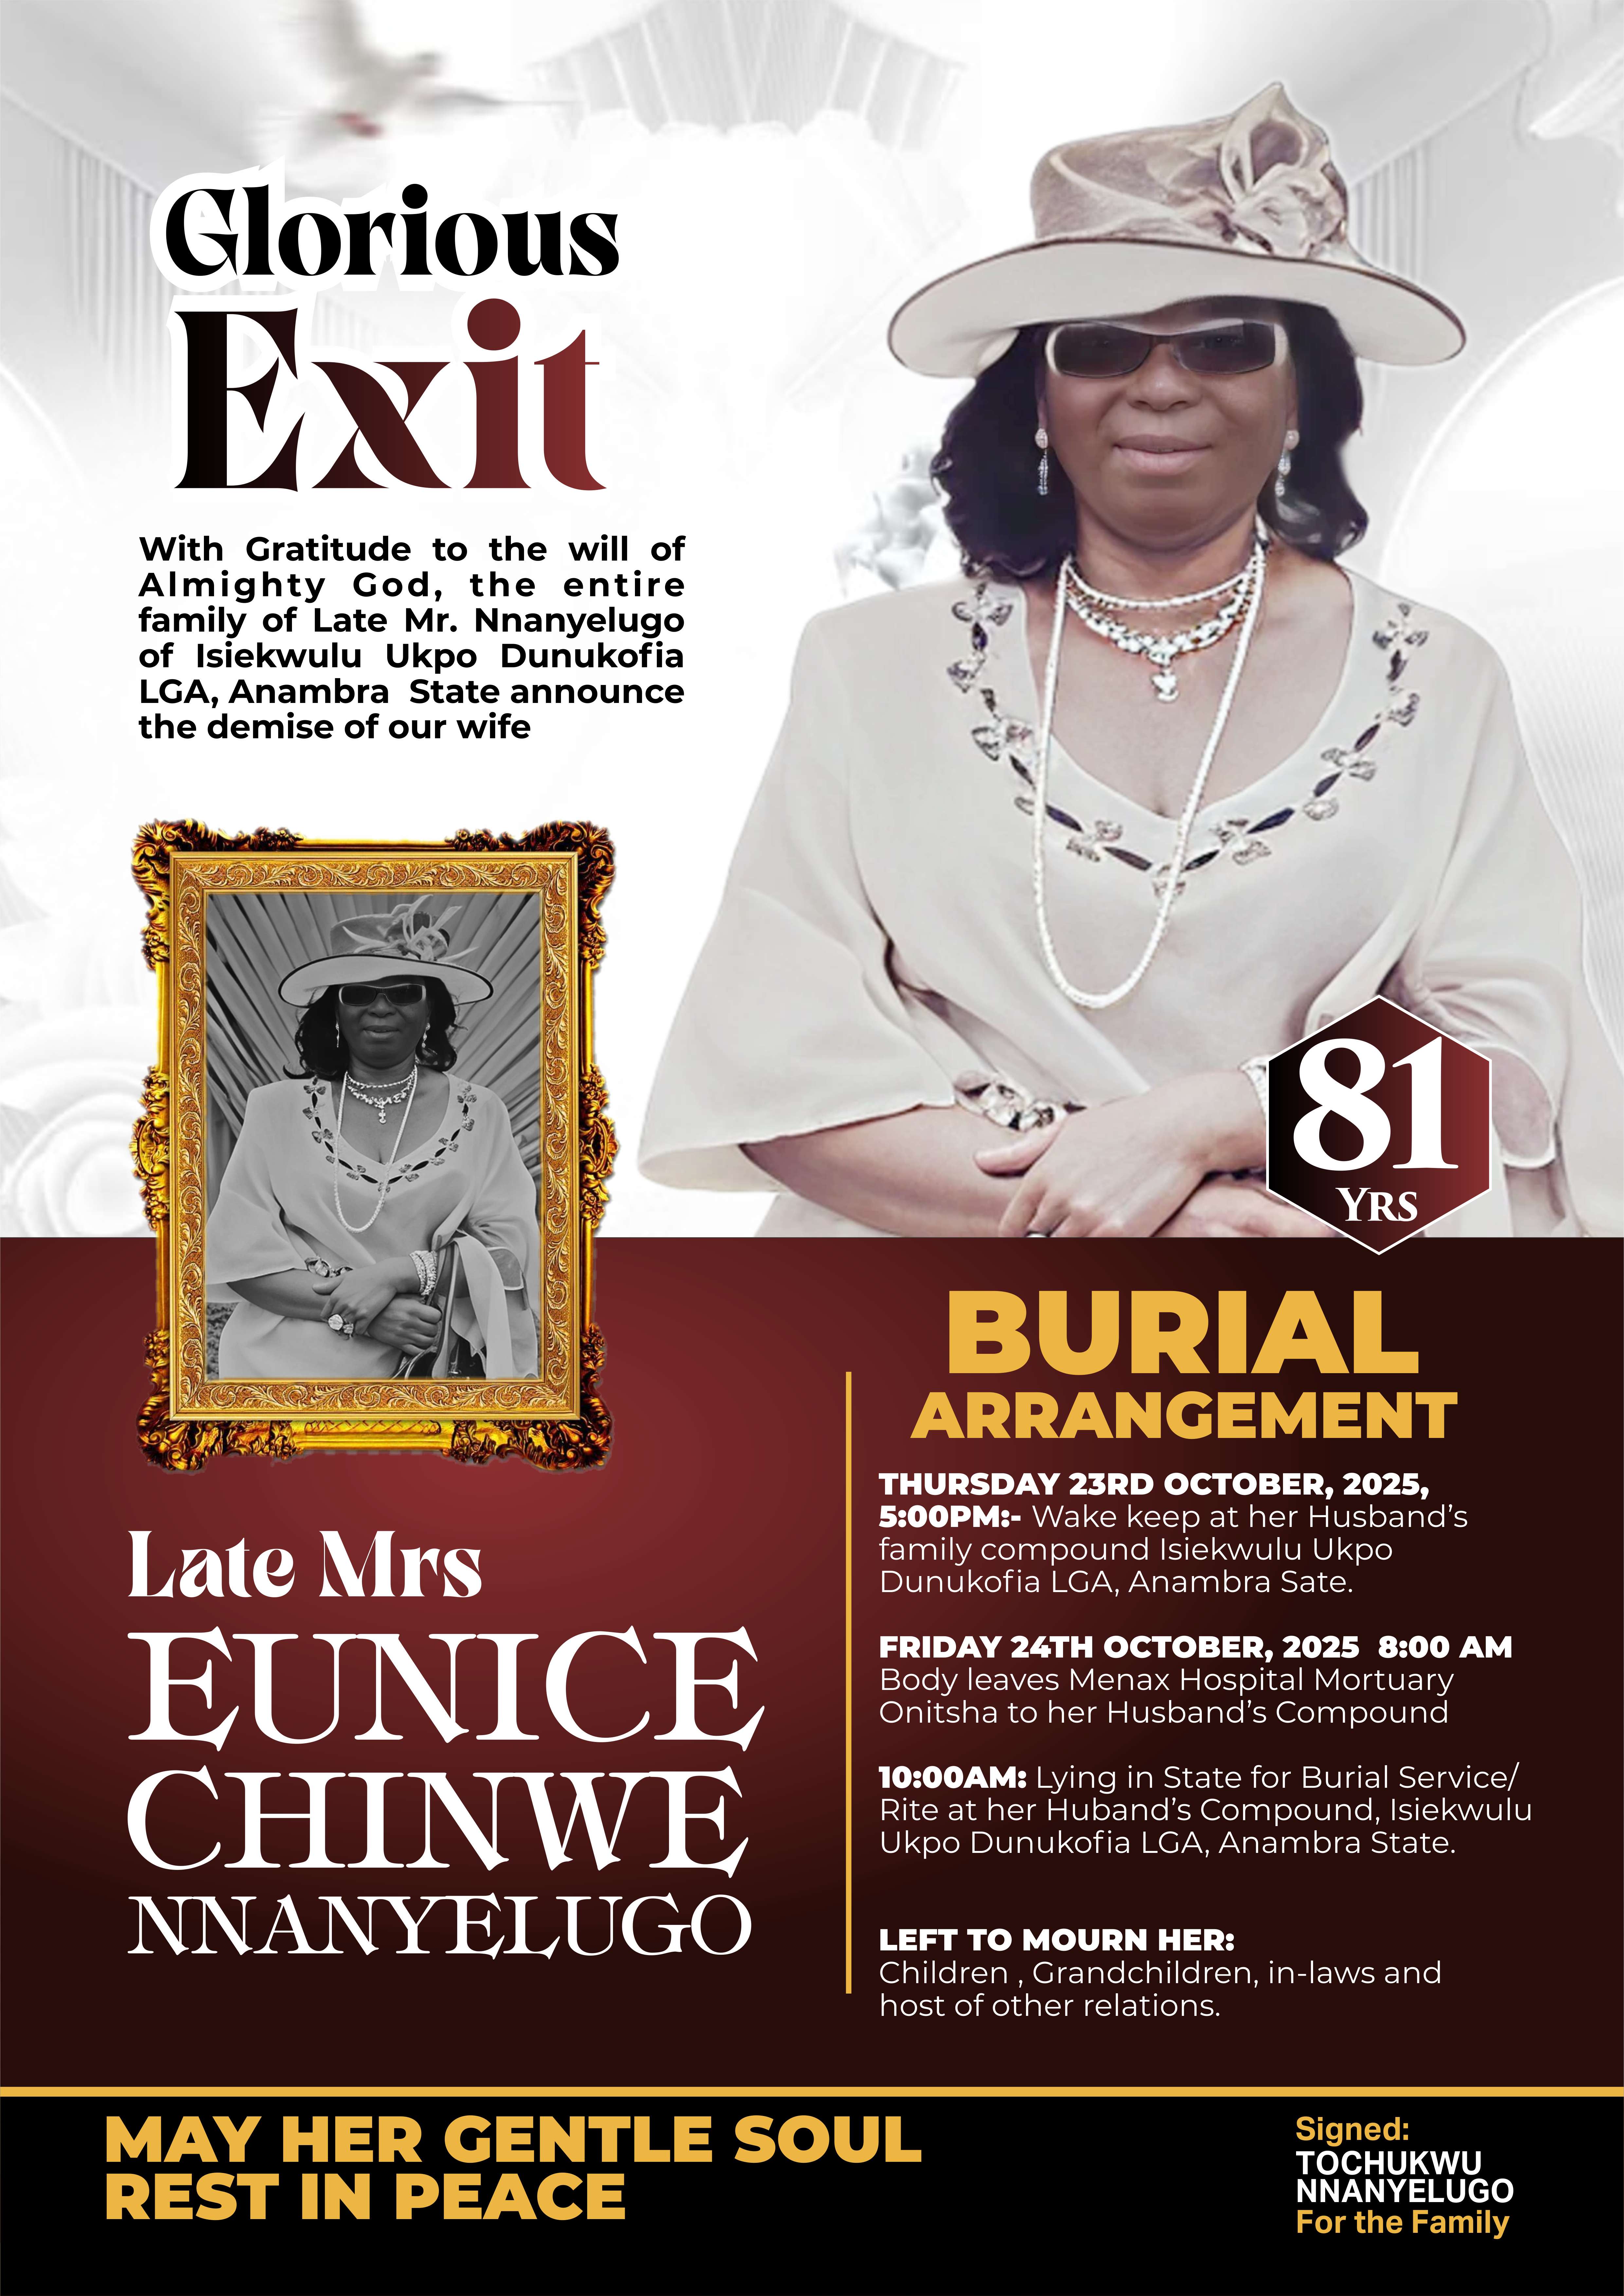 Glorious
Exit
With Gratitude to the will of
Almighty God, the entire
family of Late Mr. Nnanyelugo
of Isiekwulu Ukpo Dunukofia
LGA, Anambra State announce
the demise of our wife
81
YRS
Late Mrs
EUNICE
CHINWE
NNANYELUGO
BURIAL
ARRANGEMENT
THURSDAY 23RD OCTOBER, 2025,
5:00PM:- Wake keep at her Husband's
family compound Isiekwulu Ukpo
Dunukofia LGA, Anambra Sate.
FRIDAY 24TH OCTOBER, 2025 8:00 AM
Body leaves Menax Hospital Mortuary
Onitsha to her Husband's Compound
10:00AM: Lying in State for Burial Service/
Rite at her Huband's Compound, Isiekwulu
Ukpo Dunukofia LGA, Anambra State.
LEFT TO MOURN HER:
Children , Grandchildren, in-laws and
host of other relations.
MAY HER GENTLE SOUL
REST IN PEACE
Signed:
TOCHUKWU
NNANYELUGO
For the Family